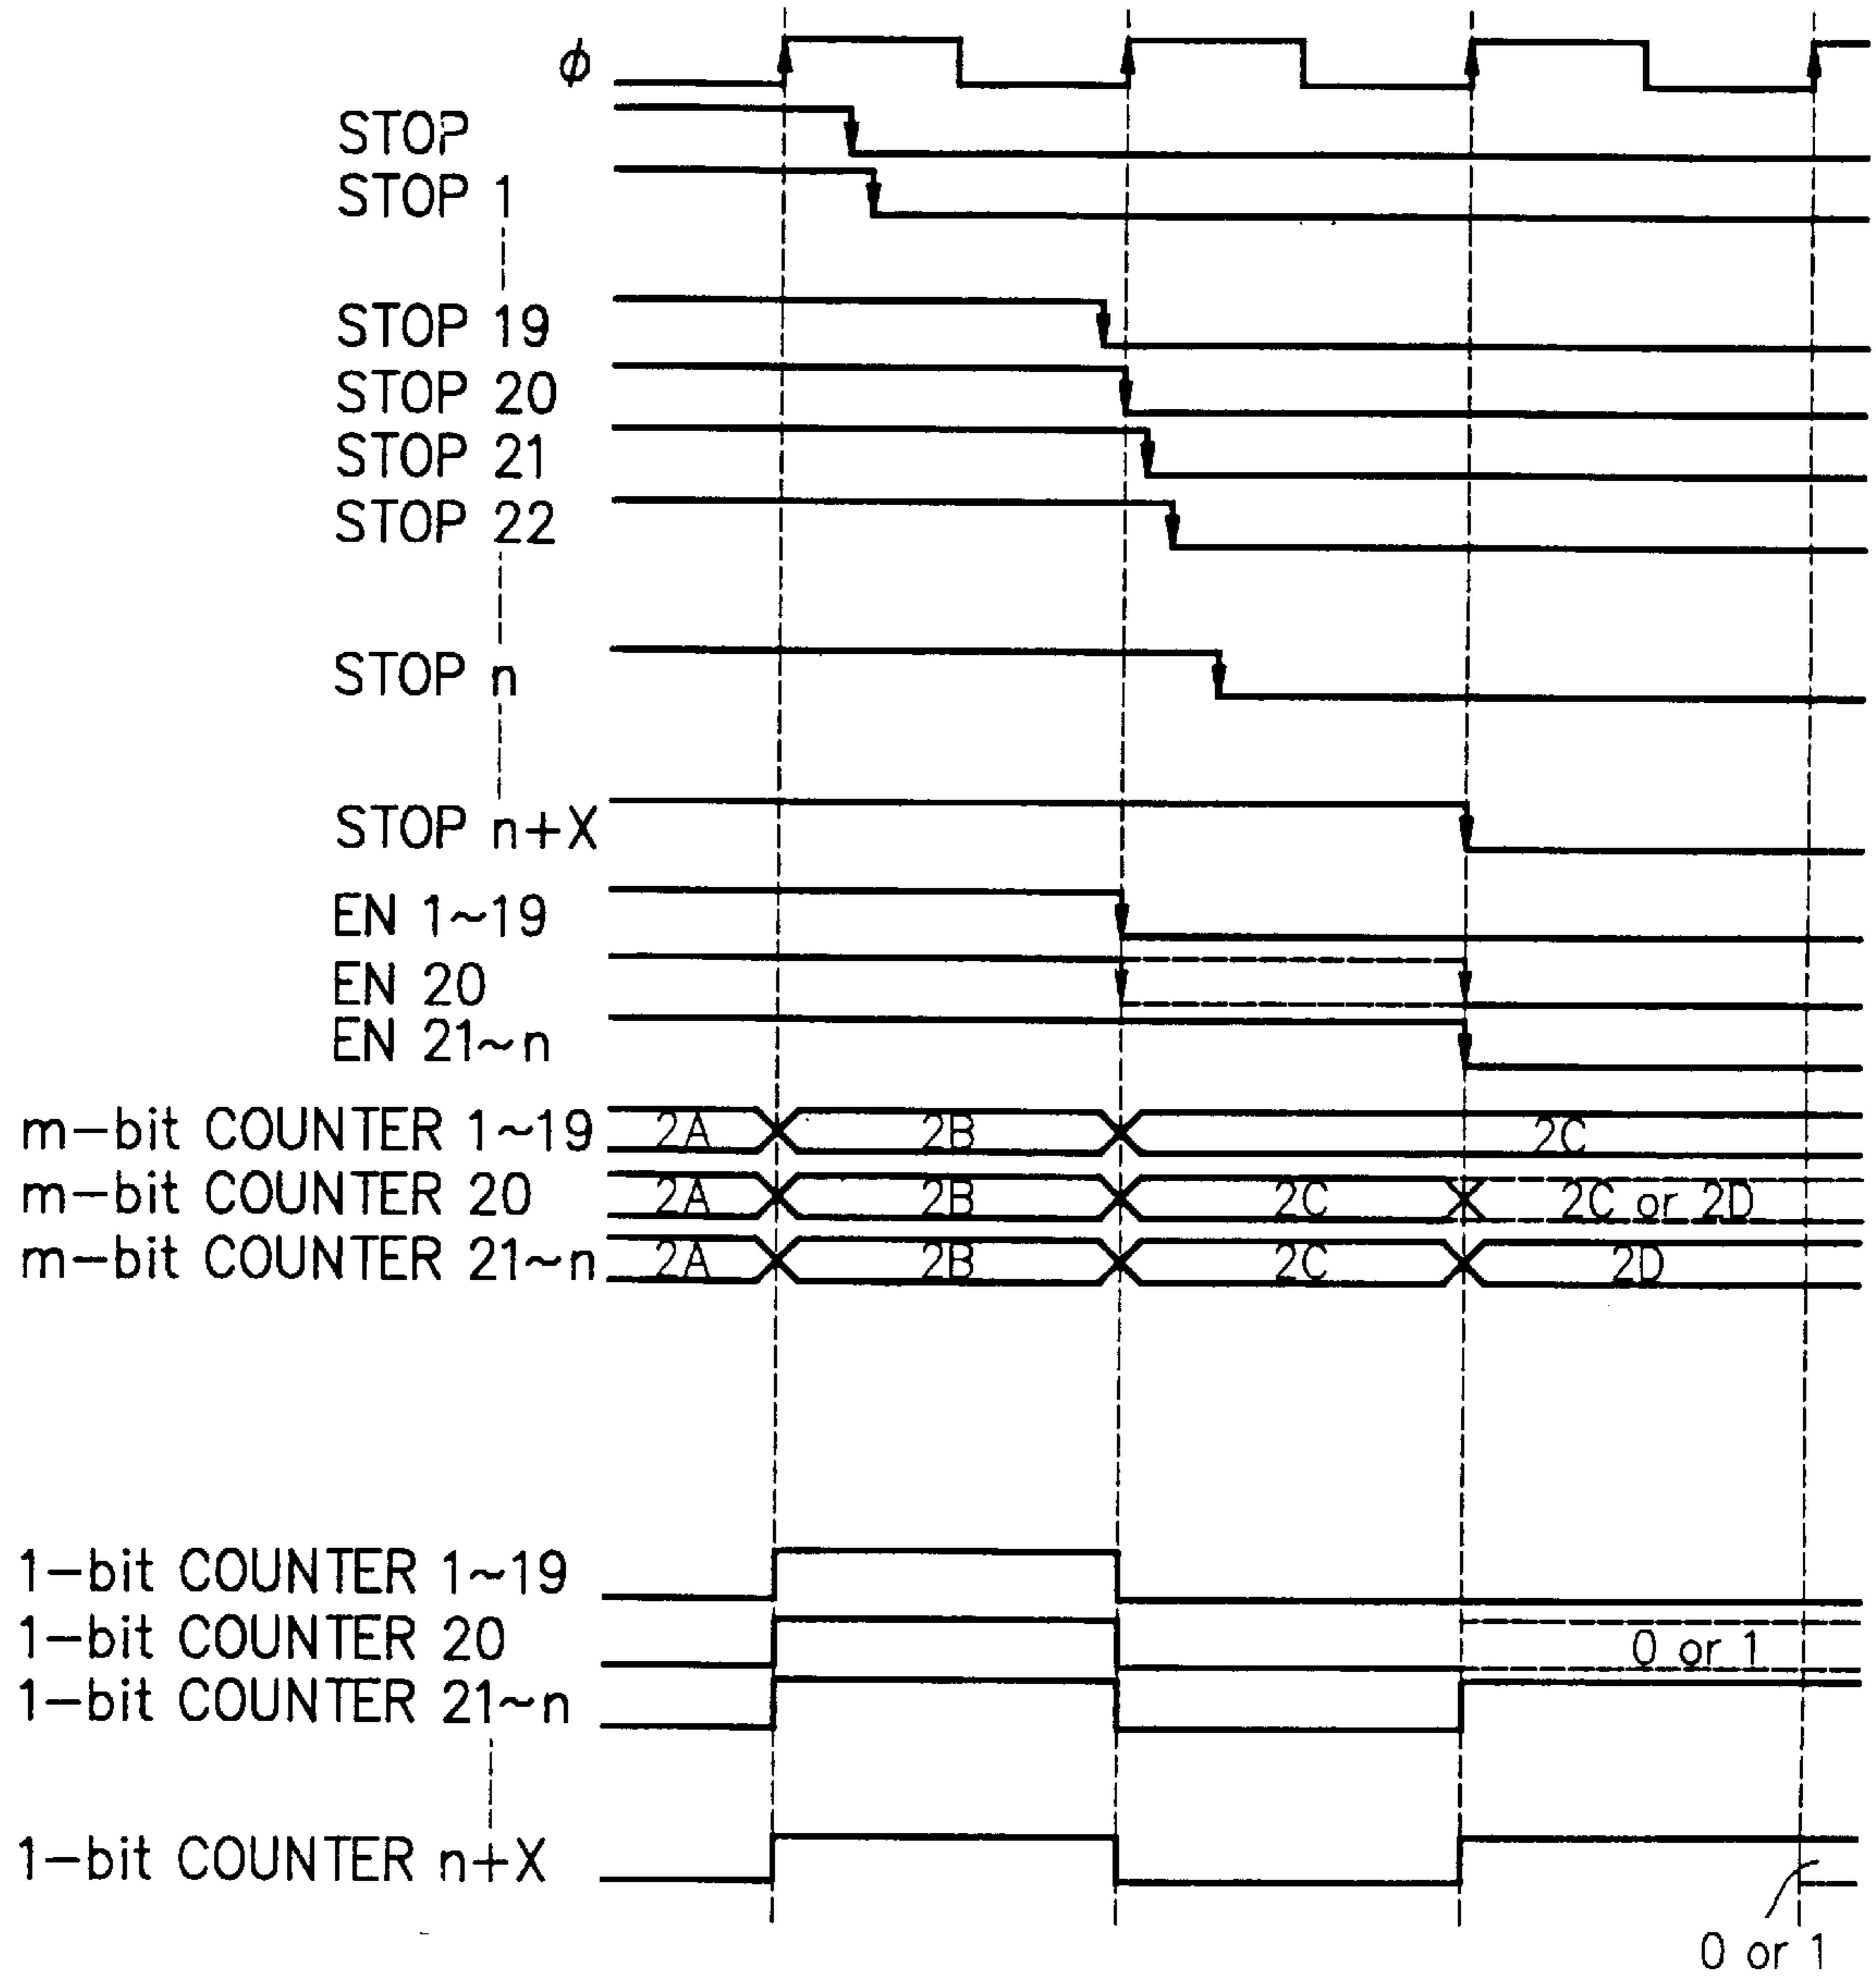 ϕ
STOP
STOP 1
STOP 19
STOP 20
STOP 21
STOP 22
STOP n
STOP n+X
EN 1~19
EN 20
EN 21~n
m-bit COUNTER 1~19 2A 2B 2C
m-bit COUNTER 20 2A 2B 2C 2C or 2D
m-bit COUNTER 21~n 2A 2B 2C 2D
1-bit COUNTER 1~19
1-bit COUNTER 20 0 or 1
1-bit COUNTER 21~n
1-bit COUNTER n+X
0 or 1